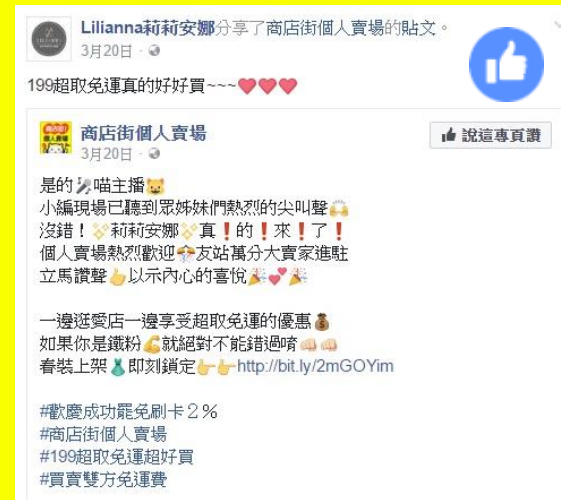 Lilianna莉莉安娜分享了商店街個人賣場的貼文。
3月20日 ·
199超取免運真的好好買~~~❤❤❤
商店街個人賣場
3月20日 ·
說這專頁讚
是的🎤喵主播😺
小編現場已聽到眾姊妹們熱烈的尖叫聲🙌
沒錯！✨莉莉安娜✨真❗的❗來❗了❗
個人賣場熱烈歡迎🎊友站萬分大賣家進駐
立馬讚聲👍以示內心的喜悅🎉💕🎉
一邊逛愛店一邊享受超取免運的優惠💰
如果你是鐵粉💪就絕對不能錯過唷👊👊
春裝上架👗即刻鎖定👉👉http://bit.ly/2mGOYim
#歡慶成功罷免刷卡２%
#商店街個人賣場
#199超取免運超好買
#買賣雙方免運費